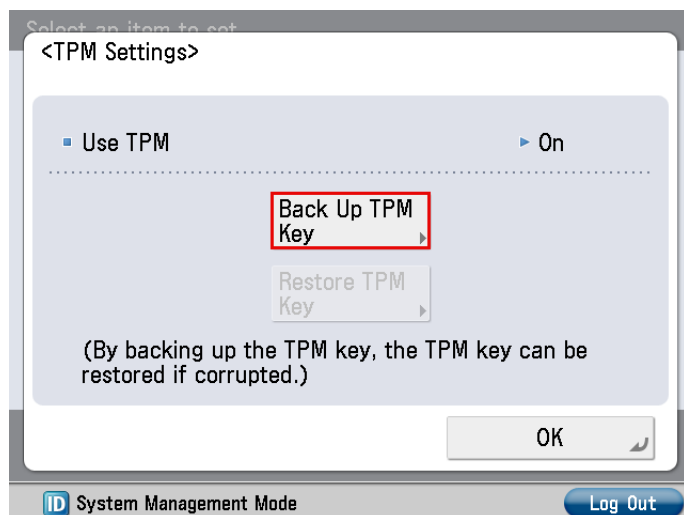 Select an item to set.
<TPM Settings>
Use TPM
On
Back Up TPM
Key
Restore TPM
Key
(By backing up the TPM key, the TPM key can be
restored if corrupted.)
OK
ID System Management Mode
Log Out